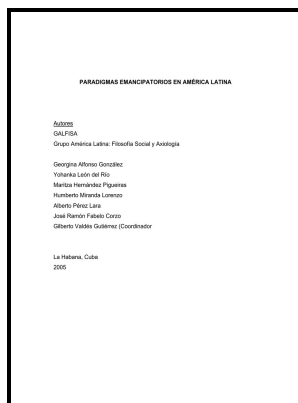 PARADIGMAS EMANCIPATORIOS EN AMÉRICA LATINA
Autores
GALFISA
Grupo América Latina: Filosofía Social y Axiología
Georgina Alfonso González
Yohanka León del Río
Maritza Hernández Pigueiras
Humberto Miranda Lorenzo
Alberto Pérez Lara
José Ramón Fabelo Corzo
Gilberto Valdés Gutiérrez (Coordinador
La Habana, Cuba
2005